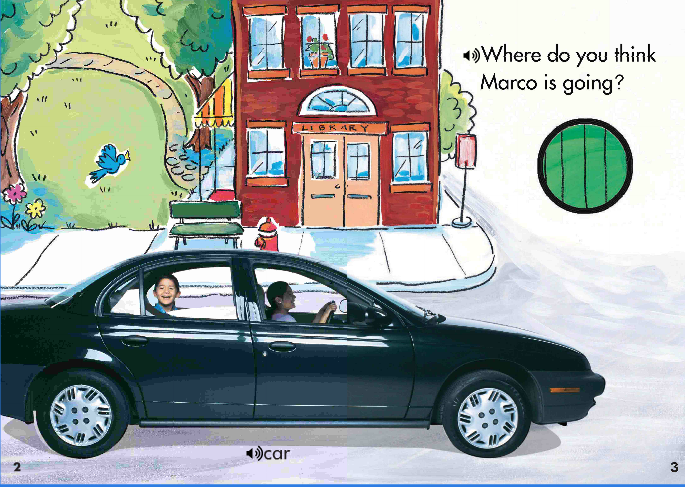 Where do you think
Marco is going?
LIBRARY
car
2
3